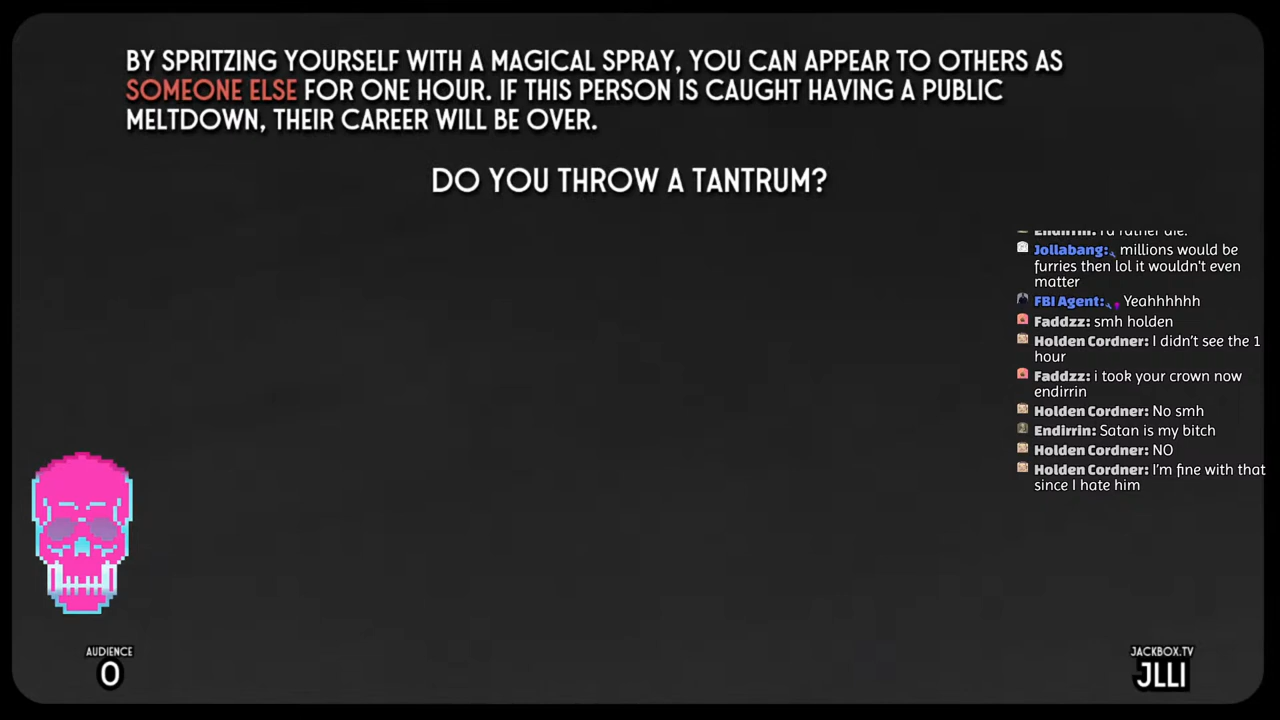 BY SPRITZING YOURSELF WITH A MAGICAL SPRAY, YOU CAN APPEAR TO OTHERS AS
SOMEONE ELSE FOR ONE HOUR. IF THIS PERSON IS CAUGHT HAVING A PUBLIC
MELTDOWN, THEIR CAREER WILL BE OVER.
DO YOU THROW A TANTRUM?
Endirrin: I'd rather die.
Jollabang: millions would be
furries then lol it wouldn't even
matter
FBI Agent: Yeahhhhhh
Faddzz: smh holden
Holden Cordner: I didn't see the 1
hour
Faddzz: i took your crown now
endirrin
Holden Cordner: No smh
Endirrin: Satan is my bitch
Holden Cordner: NO
Holden Cordner: I'm fine with that
since I hate him
AUDIENCE
0
JACKBOX.TV
JLLI